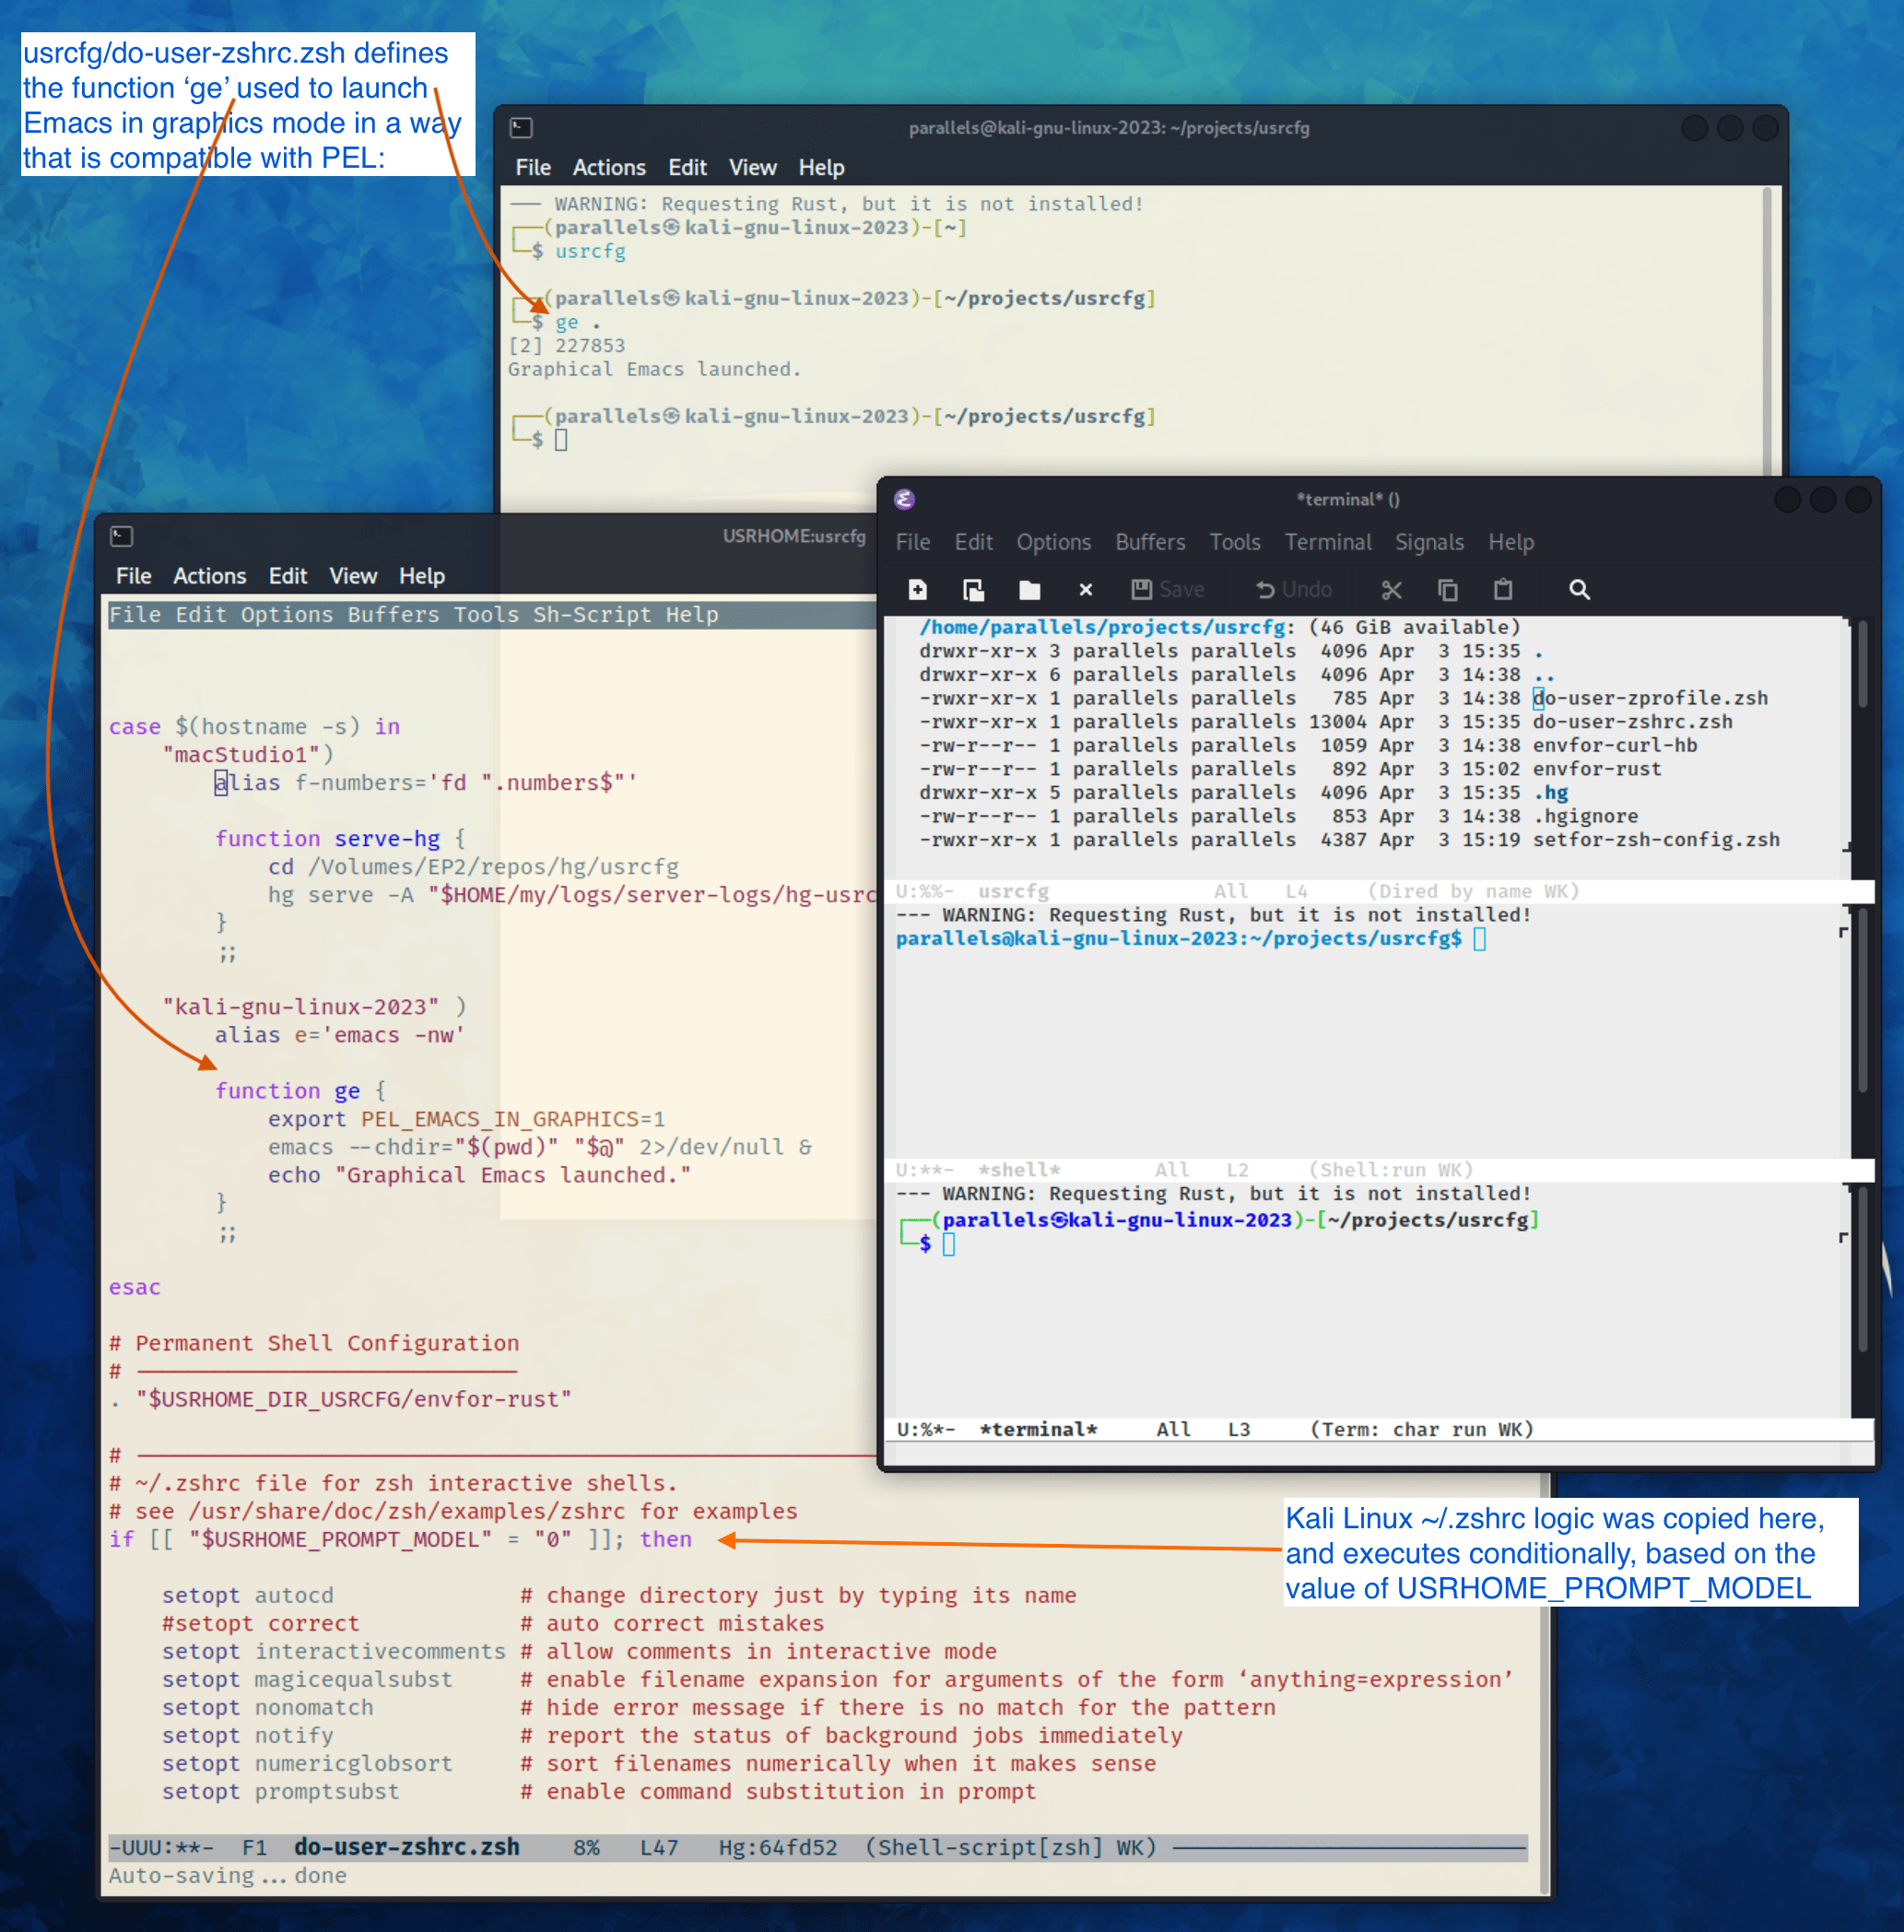 usrcfg/do-user-zshrc.zsh defines
the function ‘ge’ used to launch
Emacs in graphics mode in a way
that is compatible with PEL:
parallels@kali-gnu-linux-2023: ~/projects/usrcfg
File Actions Edit View Help
─── WARNING: Requesting Rust, but it is not installed!
┌──(parallels㉿kali-gnu-linux-2023)-[~]
└─$ usrcfg
┌──(parallels㉿kali-gnu-linux-2023)-[~/projects/usrcfg]
└─$ ge .
[2] 227853
Graphical Emacs launched.
┌──(parallels㉿kali-gnu-linux-2023)-[~/projects/usrcfg]
└─$
USRHOME:usrcfg
File Actions Edit View Help
File Edit Options Buffers Tools Sh-Script Help
case $(hostname -s) in
    "macStudio1")
        alias f-numbers='fd ".numbers$"'
        function serve-hg {
            cd /Volumes/EP2/repos/hg/usrcfg
            hg serve -A "$HOME/my/logs/server-logs/hg-usrc
        }
        ;;
    "kali-gnu-linux-2023" )
        alias e='emacs -nw'
        function ge {
            export PEL_EMACS_IN_GRAPHICS=1
            emacs --chdir="$(pwd)" "$@" 2>/dev/null &
            echo "Graphical Emacs launched."
        }
        ;;
esac
# Permanent Shell Configuration
# -----------------------------
. "$USRHOME_DIR_USRCFG/envfor-rust"
# ----------------------------------------------------------
# ~/.zshrc file for zsh interactive shells.
# see /usr/share/doc/zsh/examples/zshrc for examples
if [[ "$USRHOME_PROMPT_MODEL" = "0" ]]; then
    setopt autocd              # change directory just by typing its name
    #setopt correct            # auto correct mistakes
    setopt interactivecomments # allow comments in interactive mode
    setopt magicequalsubst     # enable filename expansion for arguments of the form ‘anything=expression’
    setopt nonomatch           # hide error message if there is no match for the pattern
    setopt notify              # report the status of background jobs immediately
    setopt numericglobsort     # sort filenames numerically when it makes sense
    setopt promptsubst         # enable command substitution in prompt
-UUU:**-  F1  do-user-zshrc.zsh    8%   L47   Hg:64fd52  (Shell-script[zsh] WK) ---------------------------
Auto-saving...done
*terminal* ()
File Edit Options Buffers Tools Terminal Signals Help
Save Undo
/home/parallels/projects/usrcfg: (46 GiB available)
drwxr-xr-x 3 parallels parallels  4096 Apr  3 15:35 .
drwxr-xr-x 6 parallels parallels  4096 Apr  3 14:38 ..
-rwxr-xr-x 1 parallels parallels   785 Apr  3 14:38 do-user-zprofile.zsh
-rwxr-xr-x 1 parallels parallels 13004 Apr  3 15:35 do-user-zshrc.zsh
-rw-r--r-- 1 parallels parallels  1059 Apr  3 14:38 envfor-curl-hb
-rw-r--r-- 1 parallels parallels   892 Apr  3 15:02 envfor-rust
drwxr-xr-x 5 parallels parallels  4096 Apr  3 15:35 .hg
-rw-r--r-- 1 parallels parallels   853 Apr  3 14:38 .hgignore
-rwxr-xr-x 1 parallels parallels  4387 Apr  3 15:19 setfor-zsh-config.zsh
U:%%-  usrcfg              All   L4     (Dired by name WK)
--- WARNING: Requesting Rust, but it is not installed!
parallels@kali-gnu-linux-2023:~/projects/usrcfg$
U:**-  *shell*        All   L2     (Shell:run WK)
--- WARNING: Requesting Rust, but it is not installed!
┌──(parallels㉿kali-gnu-linux-2023)-[~/projects/usrcfg]
└─$
U:%*-  *terminal*     All   L3     (Term: char run WK)
Kali Linux ~/.zshrc logic was copied here,
and executes conditionally, based on the
value of USRHOME_PROMPT_MODEL